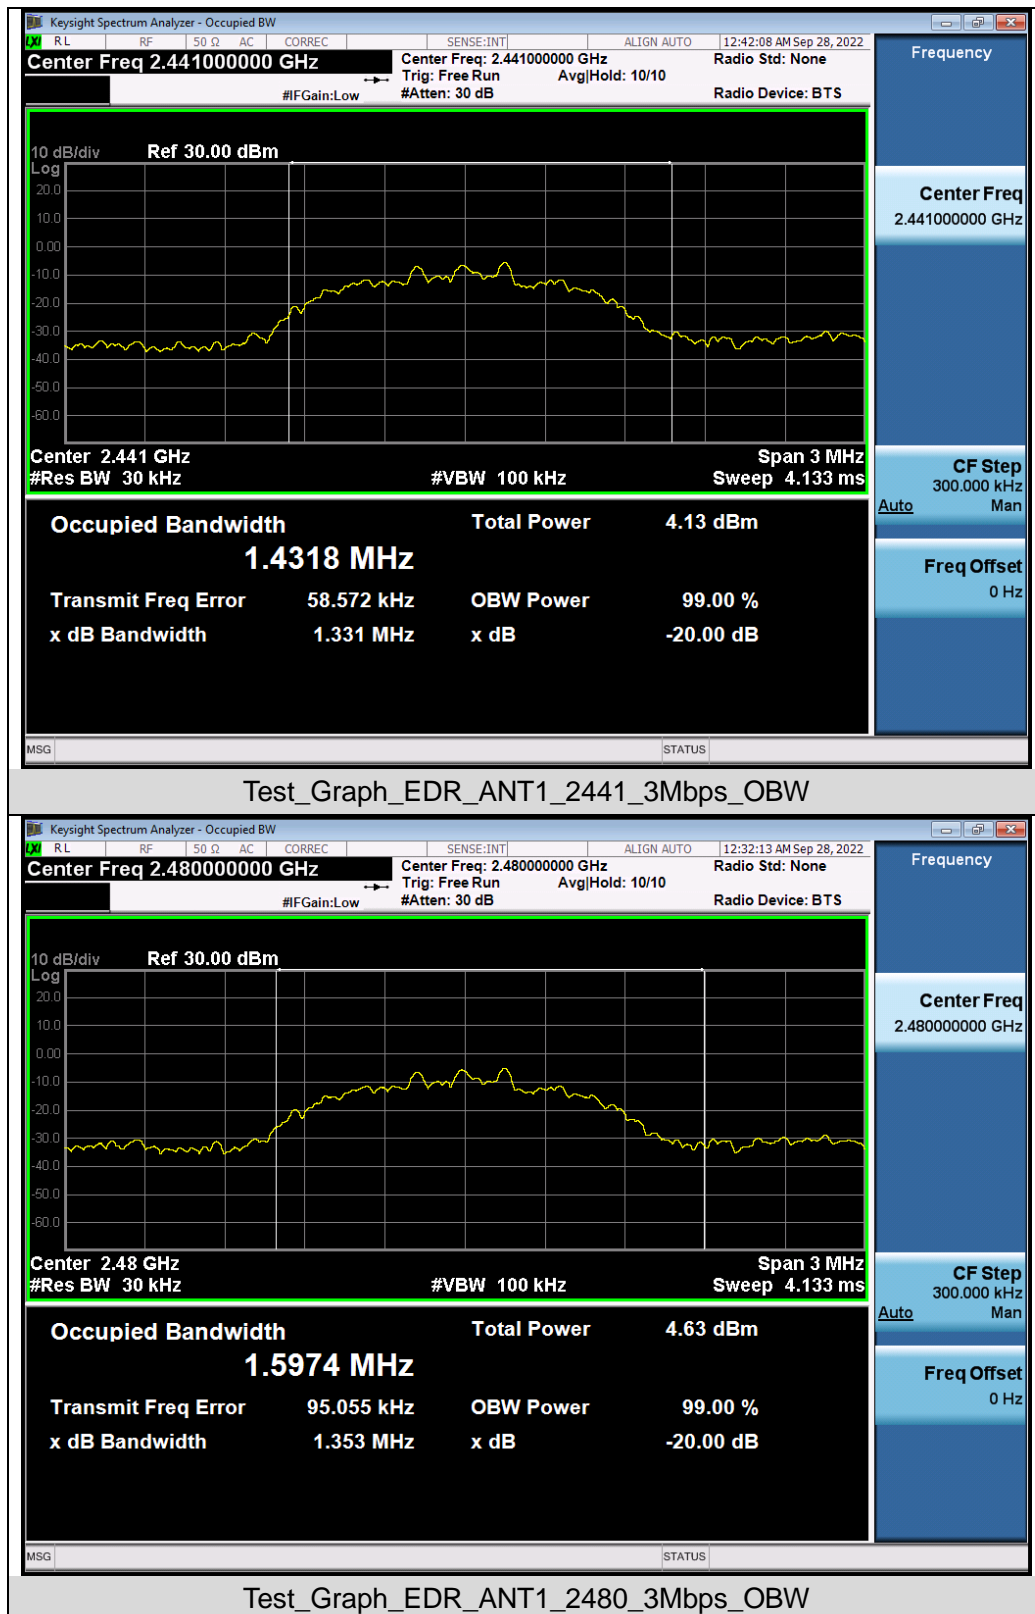 Keysight Spectrum Analyzer - Occupied BW
LXI RL RF 50 Ω AC CORREC SENSE:INT ALIGN AUTO 12:42:08 AM Sep 28, 2022
Center Freq 2.441000000 GHz
Center Freq: 2.441000000 GHz
Radio Std: None
Trig: Free Run Avg|Hold: 10/10
#IFGain:Low
#Atten: 30 dB
Radio Device: BTS
Frequency
10 dB/div Ref 30.00 dBm
Log
20.0
10.0
0.00
-10.0
-20.0
-30.0
-40.0
-50.0
-60.0
Center 2.441 GHz Span 3 MHz
#Res BW 30 kHz #VBW 100 kHz Sweep 4.133 ms
Center Freq
2.441000000 GHz
CF Step
300.000 kHz
Auto Man
Freq Offset
0 Hz
Occupied Bandwidth Total Power 4.13 dBm
1.4318 MHz
Transmit Freq Error 58.572 kHz OBW Power 99.00 %
x dB Bandwidth 1.331 MHz x dB -20.00 dB
MSG STATUS
Test_Graph_EDR_ANT1_2441_3Mbps_OBW
Keysight Spectrum Analyzer - Occupied BW
LXI RL RF 50 Ω AC CORREC SENSE:INT ALIGN AUTO 12:32:13 AM Sep 28, 2022
Center Freq 2.480000000 GHz
Center Freq: 2.480000000 GHz
Radio Std: None
Trig: Free Run Avg|Hold: 10/10
#IFGain:Low
#Atten: 30 dB
Radio Device: BTS
Frequency
10 dB/div Ref 30.00 dBm
Log
20.0
10.0
0.00
-10.0
-20.0
-30.0
-40.0
-50.0
-60.0
Center 2.48 GHz Span 3 MHz
#Res BW 30 kHz #VBW 100 kHz Sweep 4.133 ms
Center Freq
2.480000000 GHz
CF Step
300.000 kHz
Auto Man
Freq Offset
0 Hz
Occupied Bandwidth Total Power 4.63 dBm
1.5974 MHz
Transmit Freq Error 95.055 kHz OBW Power 99.00 %
x dB Bandwidth 1.353 MHz x dB -20.00 dB
MSG STATUS
Test_Graph_EDR_ANT1_2480_3Mbps_OBW